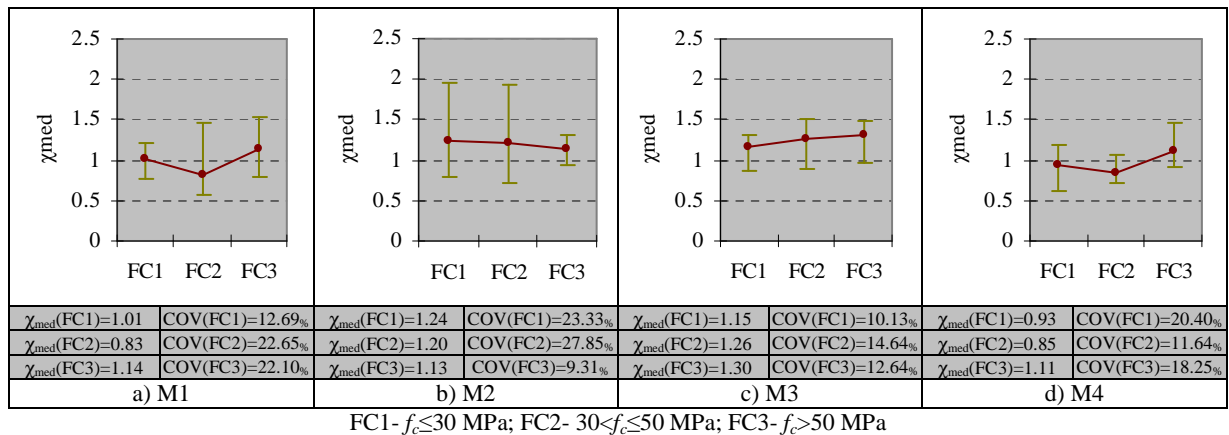 2.5 2.5 2.5 2.5
2 2 2 2
1.5 1.5 1.5 1.5
χmed χmed χmed χmed
1 1 1 1
0.5 0.5 0.5 0.5
0 0 0 0
FC1 FC2 FC3 FC1 FC2 FC3 FC1 FC2 FC3 FC1 FC2 FC3
χmed(FC1)=1.01 COV(FC1)=12.69% χmed(FC1)=1.24 COV(FC1)=23.33% χmed(FC1)=1.15 COV(FC1)=10.13% χmed(FC1)=0.93 COV(FC1)=20.40%
χmed(FC2)=0.83 COV(FC2)=22.65% χmed(FC2)=1.20 COV(FC2)=27.85% χmed(FC2)=1.26 COV(FC2)=14.64% χmed(FC2)=0.85 COV(FC2)=11.64%
χmed(FC3)=1.14 COV(FC3)=22.10% χmed(FC3)=1.13 COV(FC3)=9.31% χmed(FC3)=1.30 COV(FC3)=12.64% χmed(FC3)=1.11 COV(FC3)=18.25%
a) M1 b) M2 c) M3 d) M4
FC1- fc≤30 MPa; FC2- 30<fc≤50 MPa; FC3- fc>50 MPa